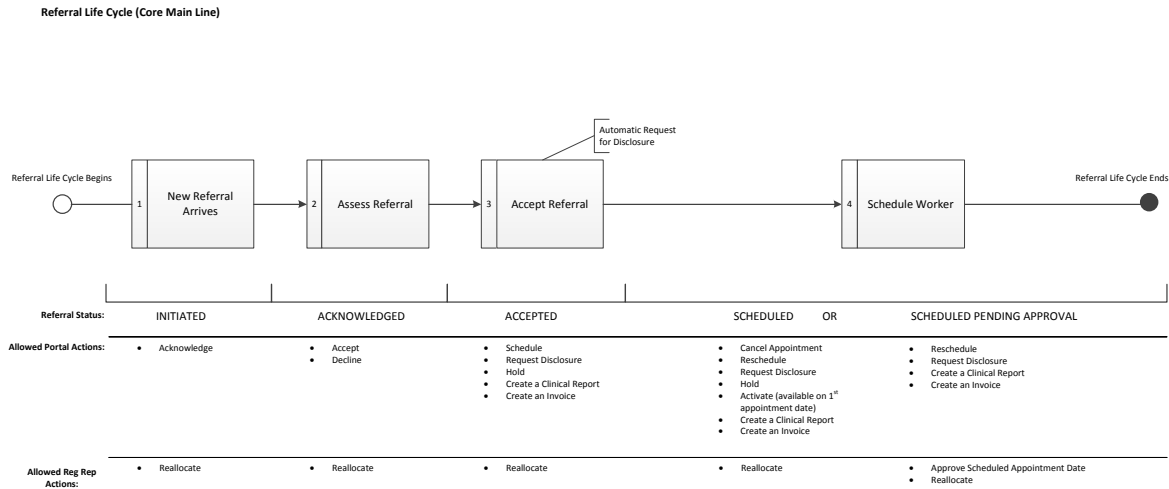 Referral Life Cycle (Core Main Line)
Automatic Request
for Disclosure
Referral Life Cycle Begins
1
New Referral
Arrives
2
Assess Referral
3
Accept Referral
4
Schedule Worker
Referral Life Cycle Ends
Referral Status:
INITIATED
ACKNOWLEDGED
ACCEPTED
SCHEDULED OR
SCHEDULED PENDING APPROVAL
Allowed Portal Actions:
• Acknowledge
• Accept
• Decline
• Schedule
• Request Disclosure
• Hold
• Create a Clinical Report
• Create an Invoice
• Cancel Appointment
• Reschedule
• Request Disclosure
• Hold
• Activate (available on 1st
appointment date)
• Create a Clinical Report
• Create an Invoice
• Reschedule
• Request Disclosure
• Create a Clinical Report
• Create an Invoice
Allowed Reg Rep
Actions:
• Reallocate
• Reallocate
• Reallocate
• Reallocate
• Approve Scheduled Appointment Date
• Reallocate